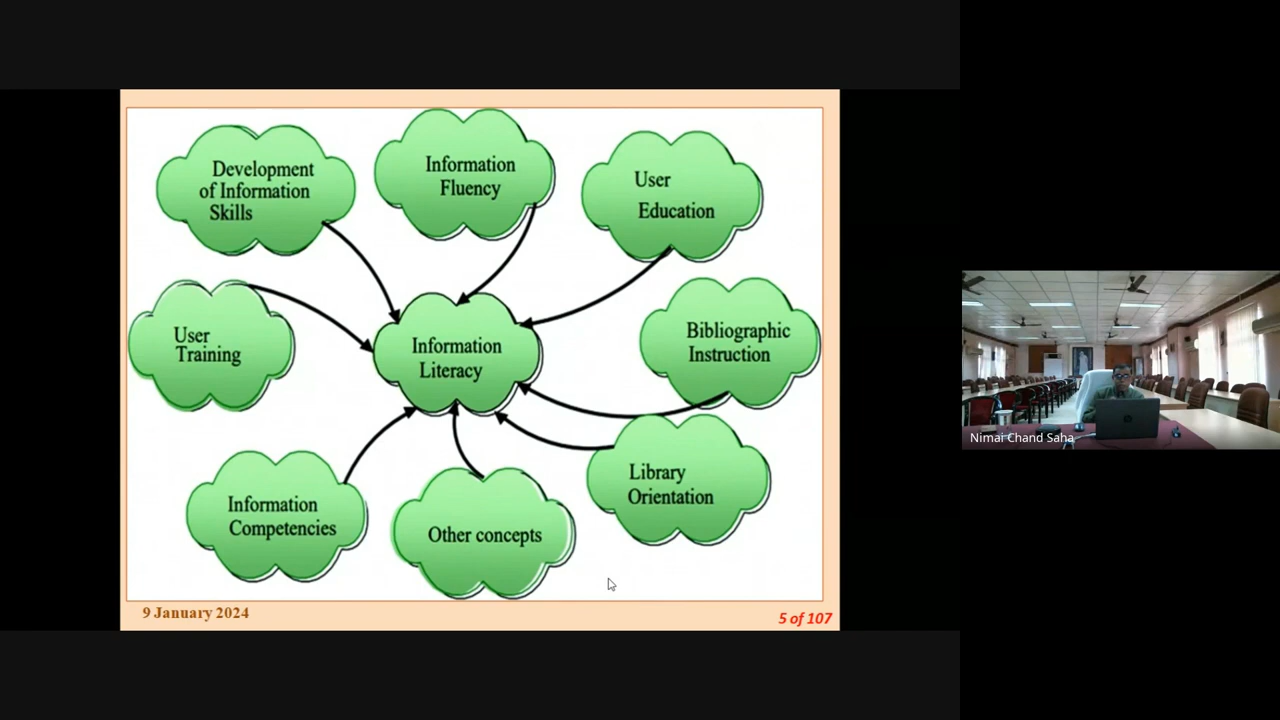 Development
of Information
Skills
Information
Fluency
User
Education
User
Training
Information
Literacy
Bibliographic
Instruction
Information
Competencies
Other concepts
Library
Orientation
9 January 2024
5 of 107
Nimai Chand Saha